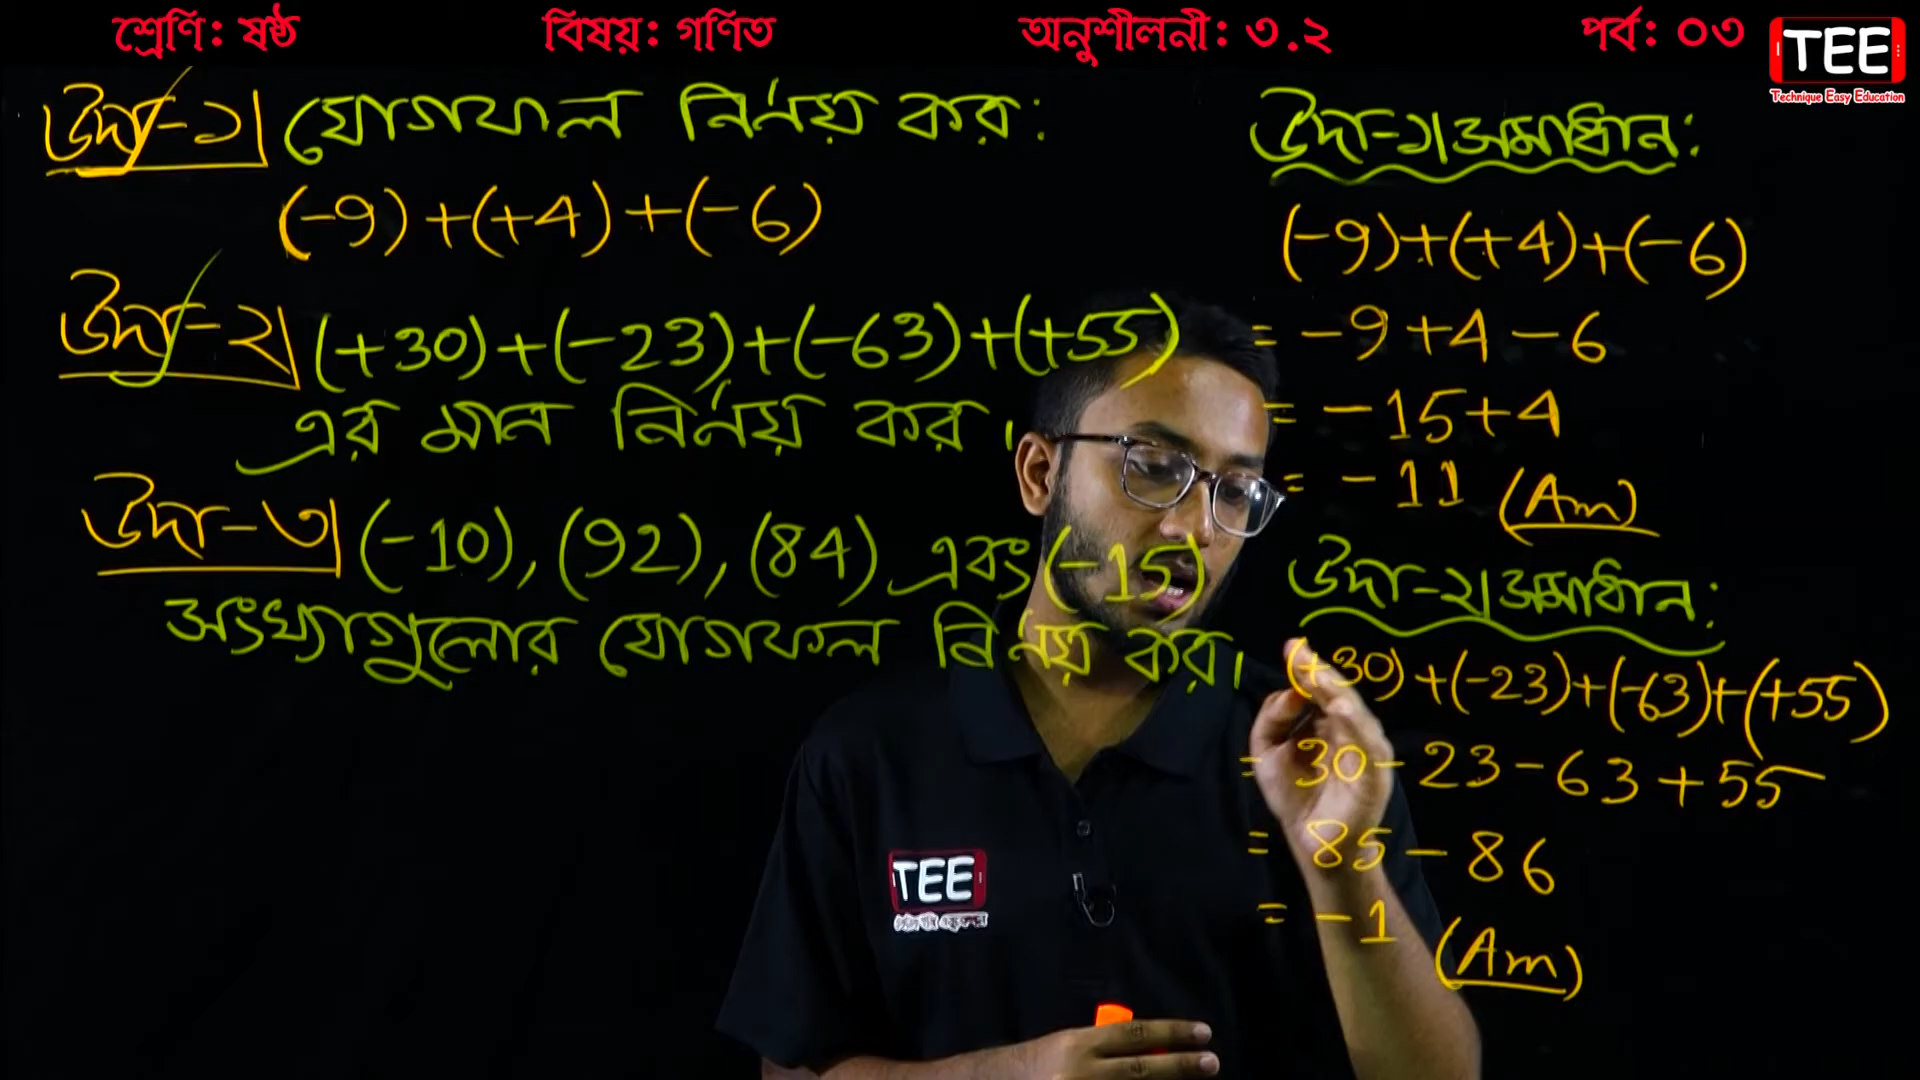 শ্রেণি: ষষ্ঠ বিষয়: গণিত অনুশীলনী: ৩.২ পর্ব: ০৩
TEE
Technique Easy Education
উদা-১। যোগফল নির্ণয় কর:
(-9)+(+4)+(-6)
উদা-২। (+30)+(-23)+(-63)+(+55)
এর মান নির্ণয় কর।
উদা-৩। (-10), (92), (84) এবং (-15)
সংখ্যাগুলোর যোগফল নির্ণয় কর।
উদা-১। সমাধান:
(-9)+(+4)+(-6)
= -9+4-6
= -15+4
= -11 (Am)
উদা-২। সমাধান:
(+30)+(-23)+(-63)+(+55)
= 30-23-63+55
= 85-86
= -1 (Am)
TEE